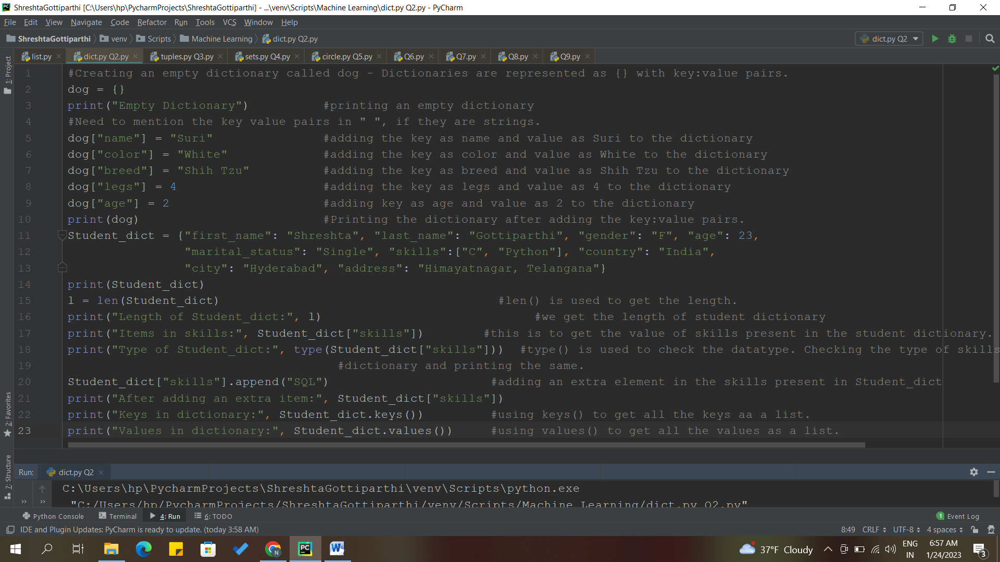 ShreshtaGottiparthi [C:\Users\hp\PycharmProjects\ShreshtaGottiparthi] - ...\venv\Scripts\Machine Learning\dict.py Q2.py - PyCharm
File Edit View Navigate Code Refactor Run Tools VCS Window Help
ShreshtaGottiparthi venv Scripts Machine Learning dict.py Q2.py dict.py Q2
list.py dict.py Q2.py tuples.py Q3.py sets.py Q4.py circle.py Q5.py Q6.py Q7.py Q8.py Q9.py
1: Project
1 #Creating an empty dictionary called dog - Dictionaries are represented as {} with key:value pairs.
2 dog = {}
3 print("Empty Dictionary") #printing an empty dictionary
4 #Need to mention the key value pairs in " ", if they are strings.
5 dog["name"] = "Suri" #adding the key as name and value as Suri to the dictionary
6 dog["color"] = "White" #adding the key as color and value as White to the dictionary
7 dog["breed"] = "Shih Tzu" #adding the key as breed and value as Shih Tzu to the dictionary
8 dog["legs"] = 4 #adding the key as legs and value as 4 to the dictionary
9 dog["age"] = 2 #adding key as age and value as 2 to the dictionary
10 print(dog) #Printing the dictionary after adding the key:value pairs.
11 Student_dict = {"first_name": "Shreshta", "last_name": "Gottiparthi", "gender": "F", "age": 23,
12 "marital_status": "Single", "skills":["C", "Python"], "country": "India",
13 "city": "Hyderabad", "address": "Himayatnagar, Telangana"}
14 print(Student_dict)
15 l = len(Student_dict) #len() is used to get the length.
16 print("Length of Student_dict:", l) #we get the length of student dictionary
17 print("Items in skills:", Student_dict["skills"]) #this is to get the value of skills present in the student dictionary.
18 print("Type of Student_dict:", type(Student_dict["skills"])) #type() is used to check the datatype. Checking the type of skills
19 #dictionary and printing the same.
20 Student_dict["skills"].append("SQL") #adding an extra element in the skills present in Student_dict
21 print("After adding an extra item:", Student_dict["skills"])
22 print("Keys in dictionary:", Student_dict.keys()) #using keys() to get all the keys aa a list.
23 print("Values in dictionary:", Student_dict.values()) #using values() to get all the values as a list.
2: Favorites
7: Structure
Run: dict.py Q2
C:\Users\hp\PycharmProjects\ShreshtaGottiparthi\venv\Scripts\python.exe
"C:/Users/hp/PycharmProjects/ShreshtaGottiparthi/venv/Scripts/Machine Learning/dict.py Q2.py"
Python Console Terminal 4: Run 6: TODO 1 Event Log
IDE and Plugin Updates: PyCharm is ready to update. (today 3:58 AM) 8:49 CRLF UTF-8 4 spaces
37°F Cloudy ENG IN 6:57 AM 1/24/2023 3